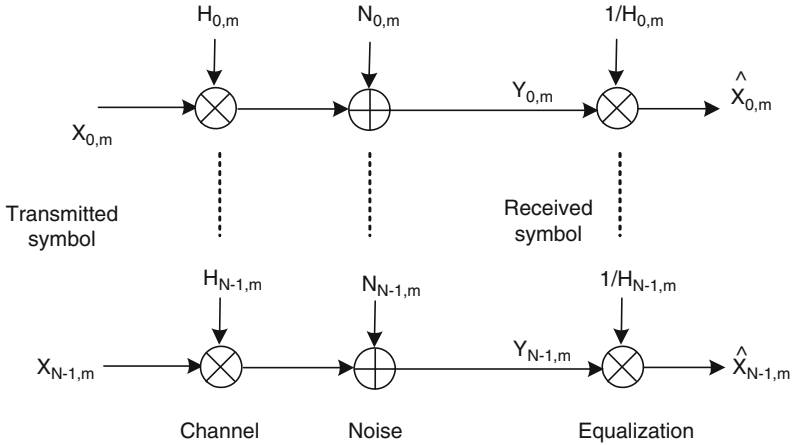 H0,m N0,m 1/H0,m
X0,m Y0,m X̂0,m
Transmitted symbol
Received symbol
HN-1,m NN-1,m 1/HN-1,m
XN-1,m YN-1,m X̂N-1,m
Channel Noise Equalization